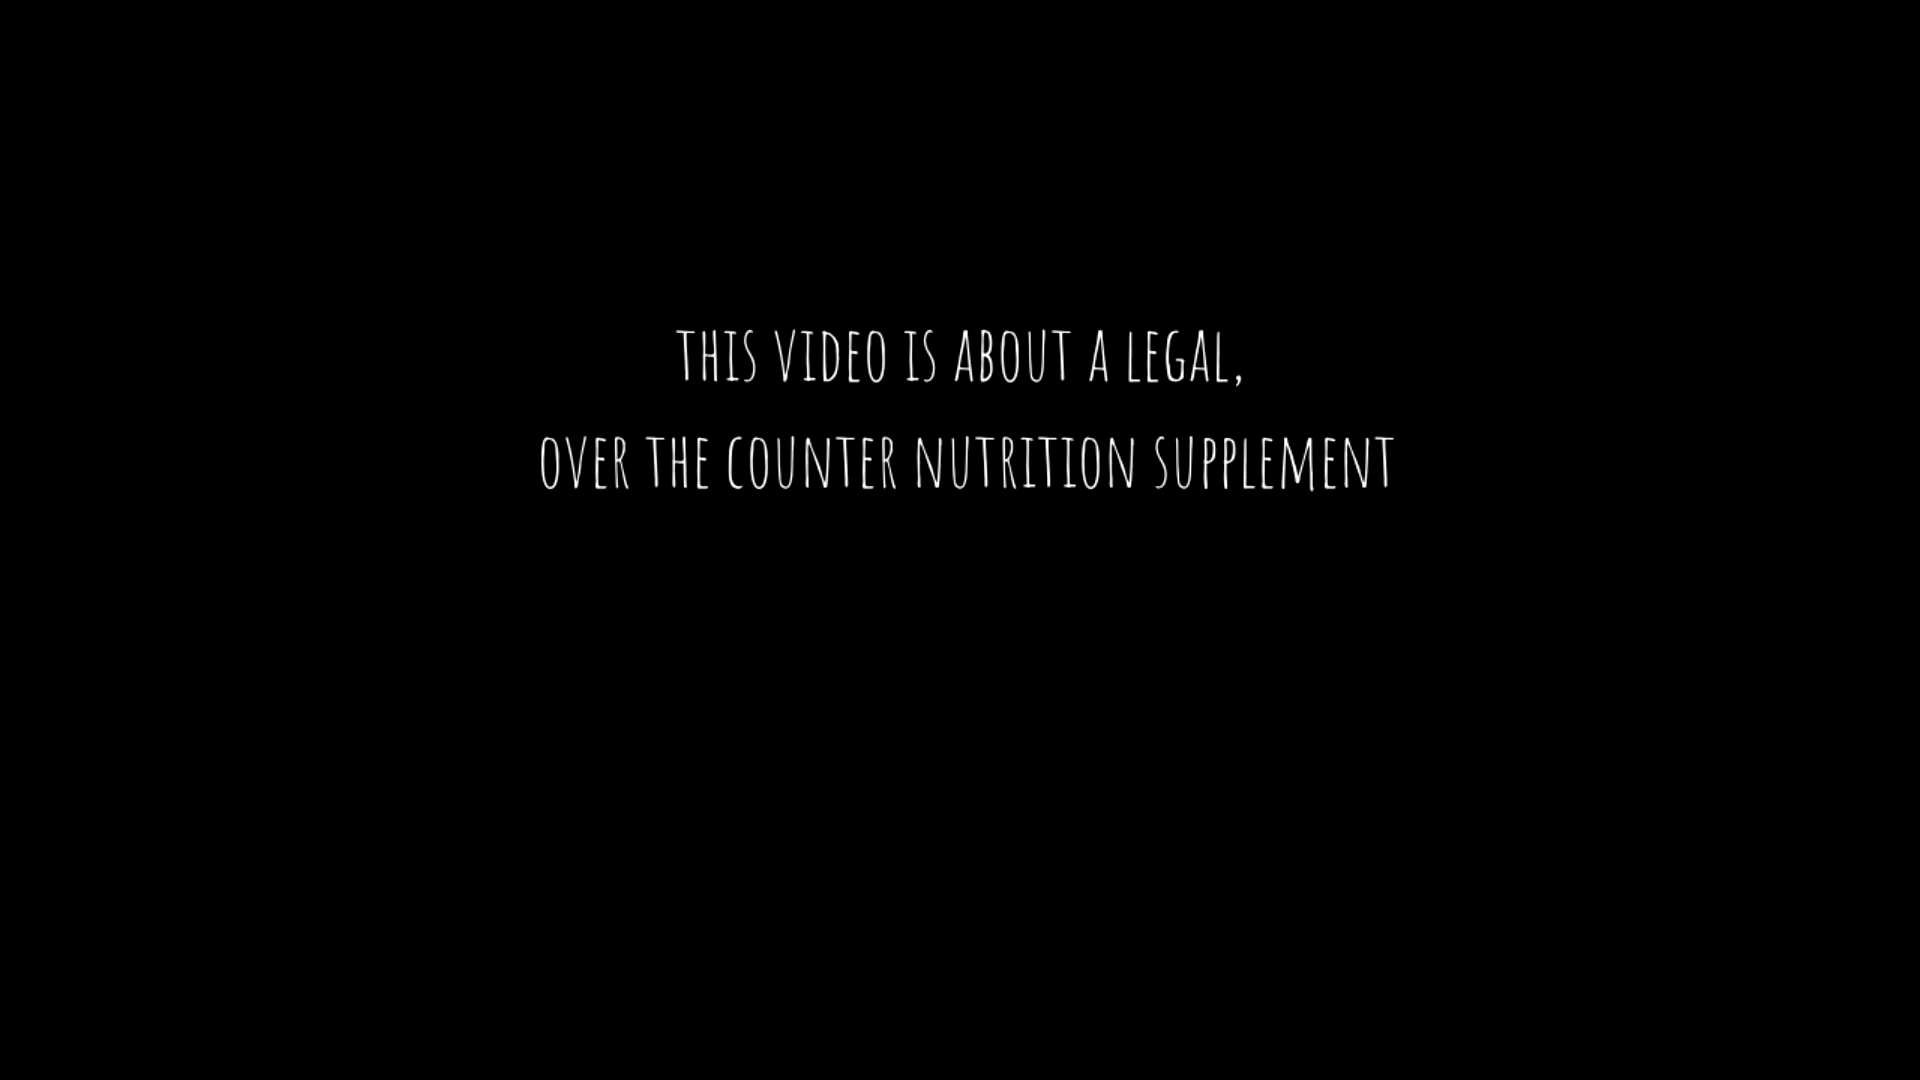 THIS VIDEO IS ABOUT A LEGAL,
OVER THE COUNTER NUTRITION SUPPLEMENT